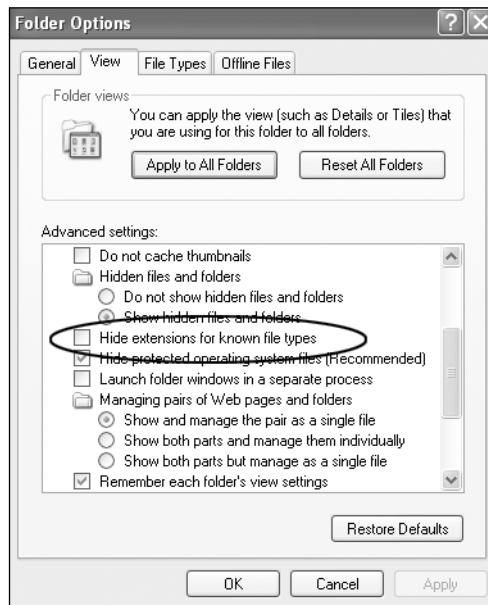 Folder Options
General View File Types Offline Files
Folder views
You can apply the view (such as Details or Tiles) that
you are using for this folder to all folders.
Apply to All Folders Reset All Folders
Advanced settings:
Do not cache thumbnails
Hidden files and folders
Do not show hidden files and folders
Show hidden files and folders
Hide extensions for known file types
Hide protected operating system files (Recommended)
Launch folder windows in a separate process
Managing pairs of Web pages and folders
Show and manage the pair as a single file
Show both parts and manage them individually
Show both parts but manage as a single file
Remember each folder's view settings
Restore Defaults
OK Cancel Apply